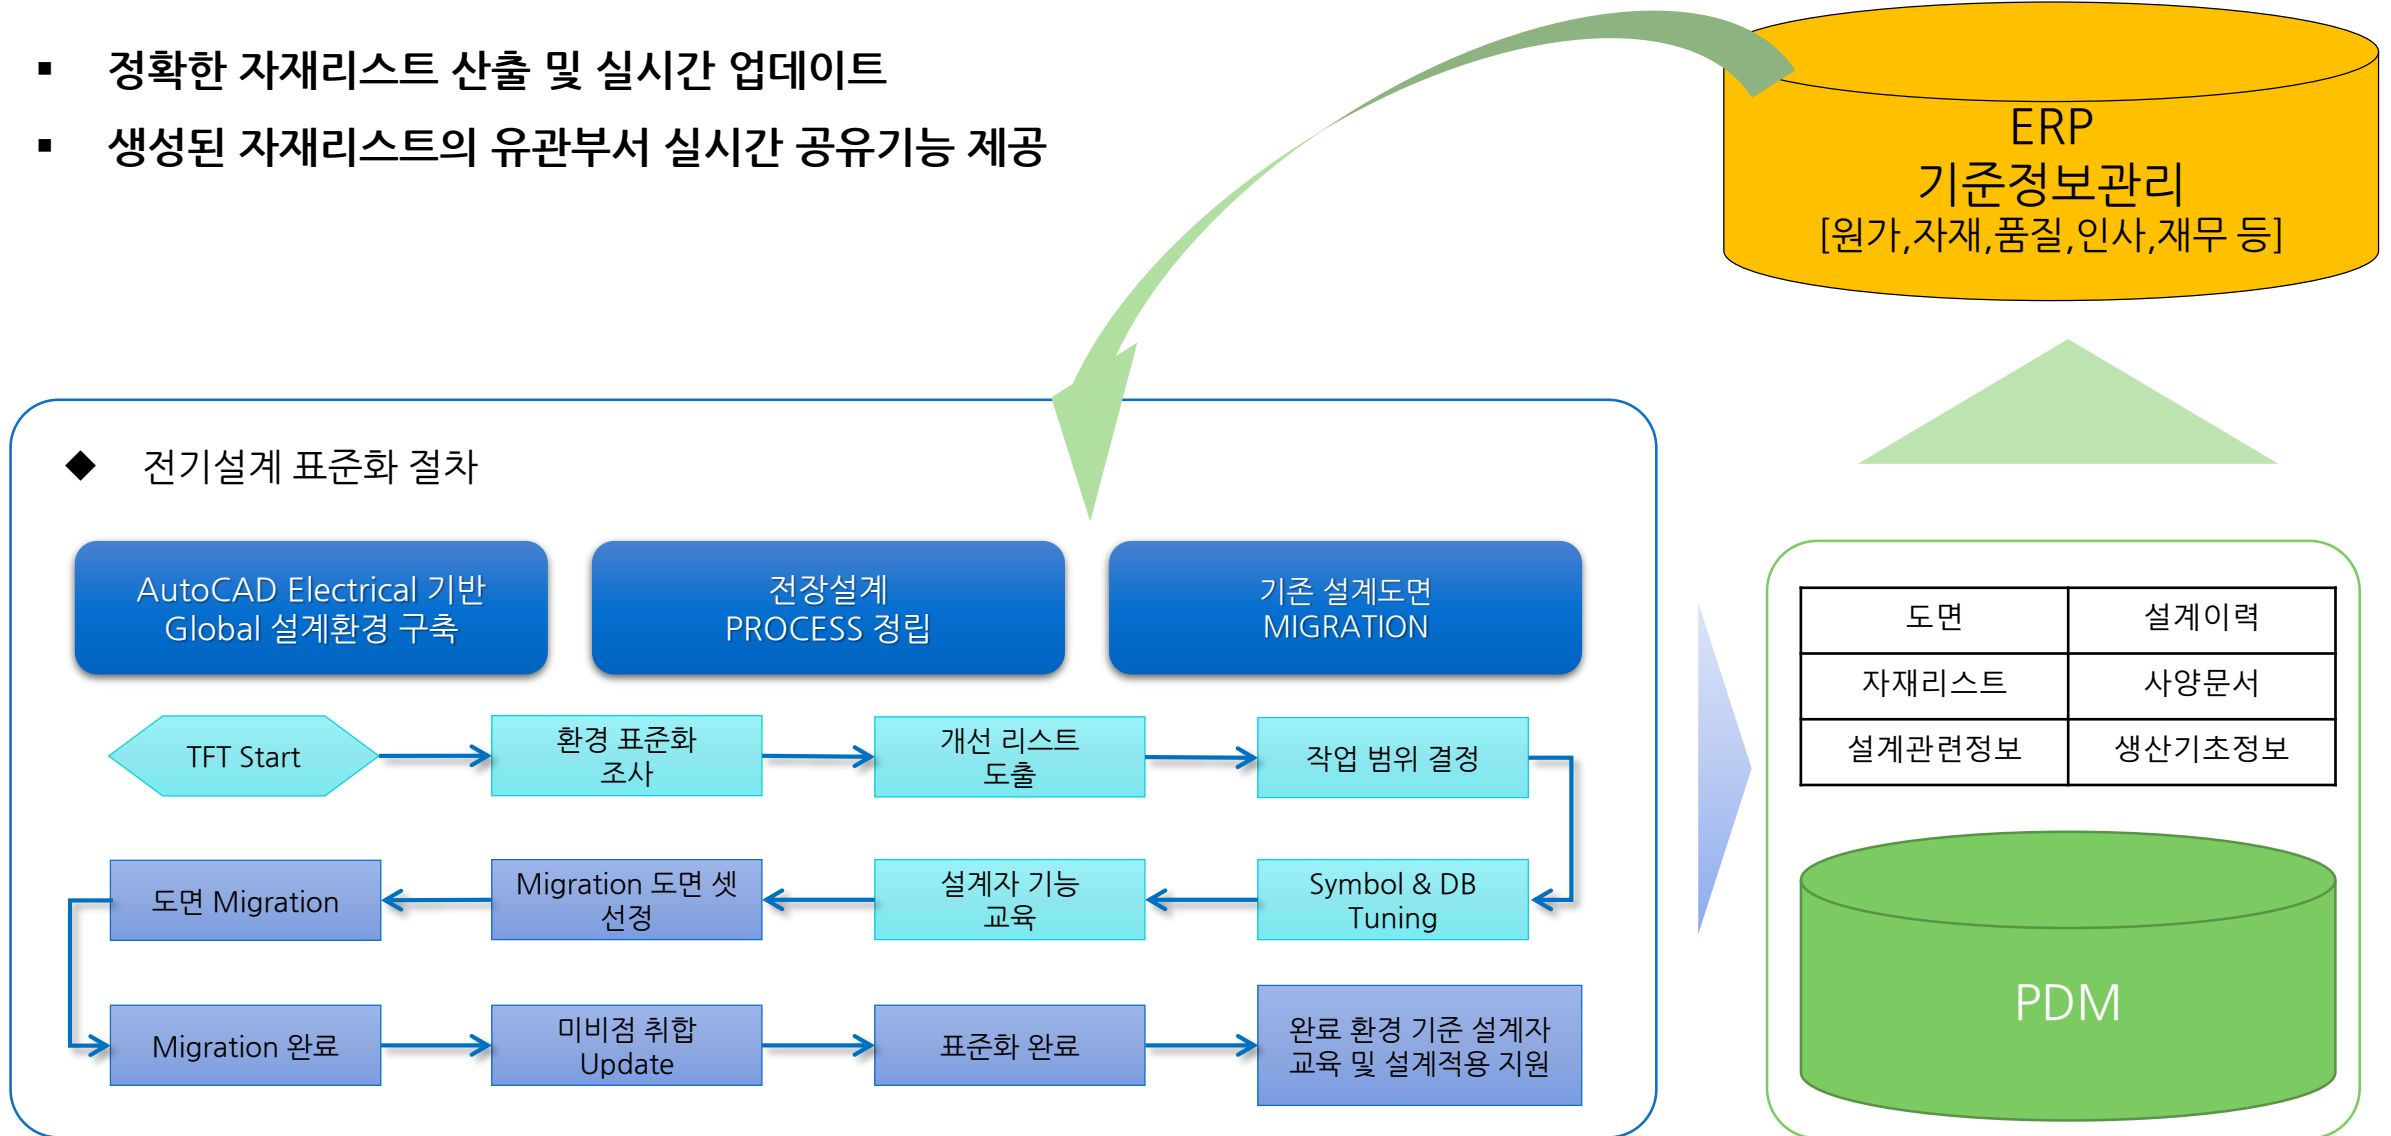 ▪ 정확한 자재리스트 산출 및 실시간 업데이트
▪ 생성된 자재리스트의 유관부서 실시간 공유기능 제공
ERP
기준정보관리
[원가,자재,품질,인사,재무 등]
◆ 전기설계 표준화 절차
AutoCAD Electrical 기반
Global 설계환경 구축
전장설계
PROCESS 정립
기존 설계도면
MIGRATION
TFT Start
환경 표준화
조사
개선 리스트
도출
작업 범위 결정
Symbol & DB
Tuning
설계자 기능
교육
Migration 도면 셋
선정
도면 Migration
Migration 완료
미비점 취합
Update
표준화 완료
완료 환경 기준 설계자
교육 및 설계적용 지원
도면 설계이력
자재리스트 사양문서
설계관련정보 생산기초정보
PDM